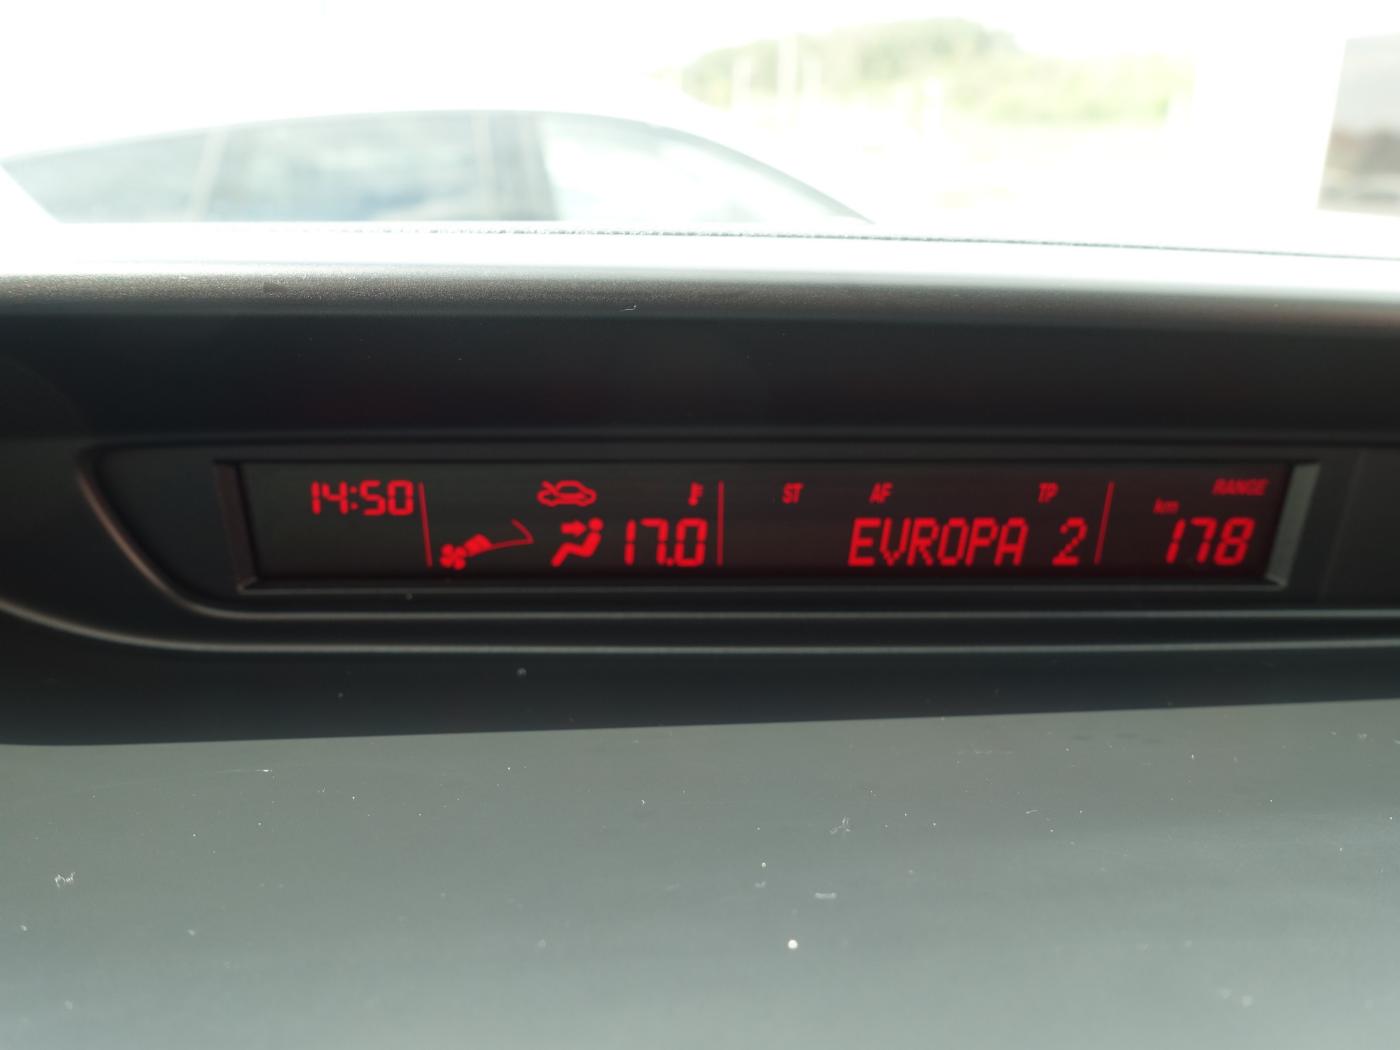 14:50
17.0
ST AF TP
EVROPA 2
RANGE
km 178